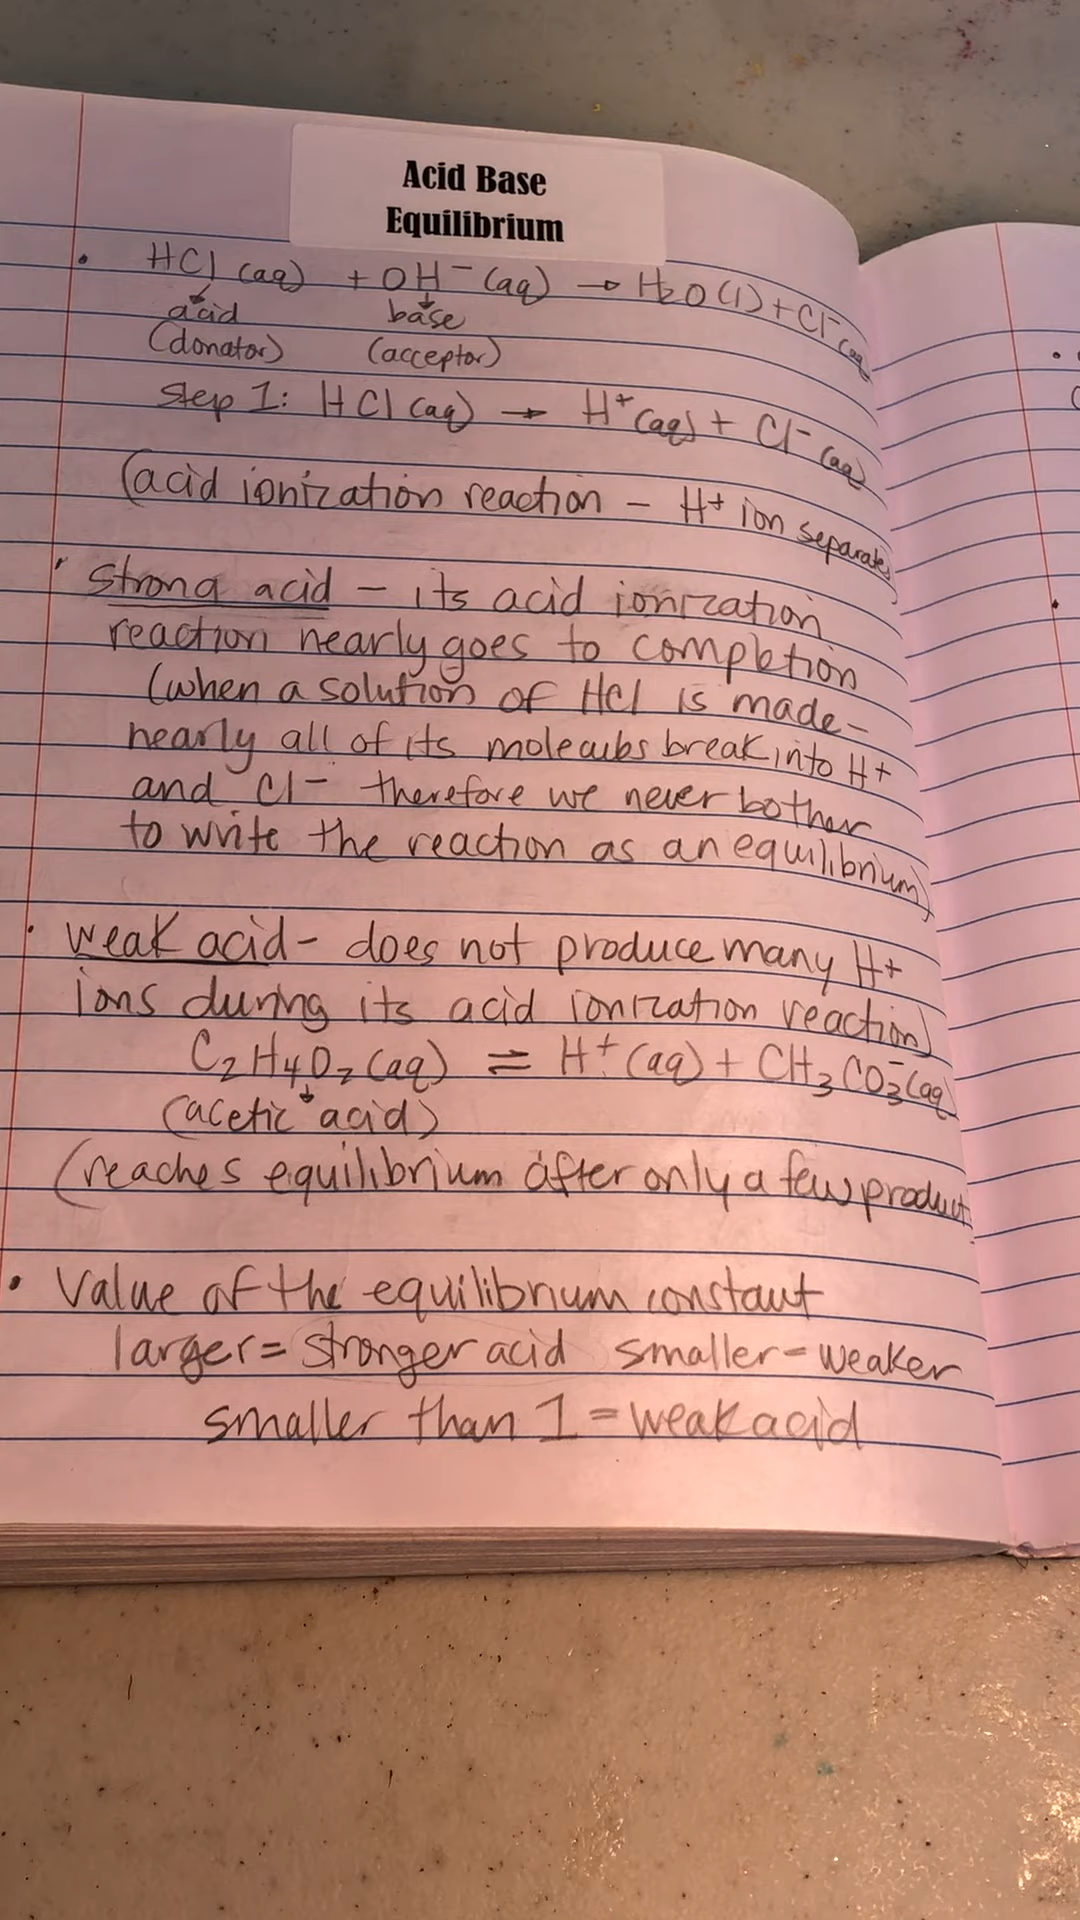 Acid Base
Equilibrium
• HCl (aq) + OH⁻ (aq) → H₂O (l) + Cl⁻ (aq)
acid base
(donator) (acceptor)
step 1: HCl (aq) → H⁺ (aq) + Cl⁻ (aq)
(acid ionization reaction – H⁺ ion separates
• strong acid – its acid ionization
reaction nearly goes to completion
(when a solution of HCl is made –
nearly all of its molecules break into H+
and Cl⁻ therefore we never bother
to write the reaction as an equilibrium)
• weak acid – does not produce many H+
ions during its acid ionization reaction)
C₂H₄O₂ (aq) ⇌ H⁺ (aq) + CH₃CO₃⁻ (aq)
(acetic acid)
(reaches equilibrium after only a few product
• Value of the equilibrium constant
larger = stronger acid smaller = weaker
smaller than 1 = weak acid